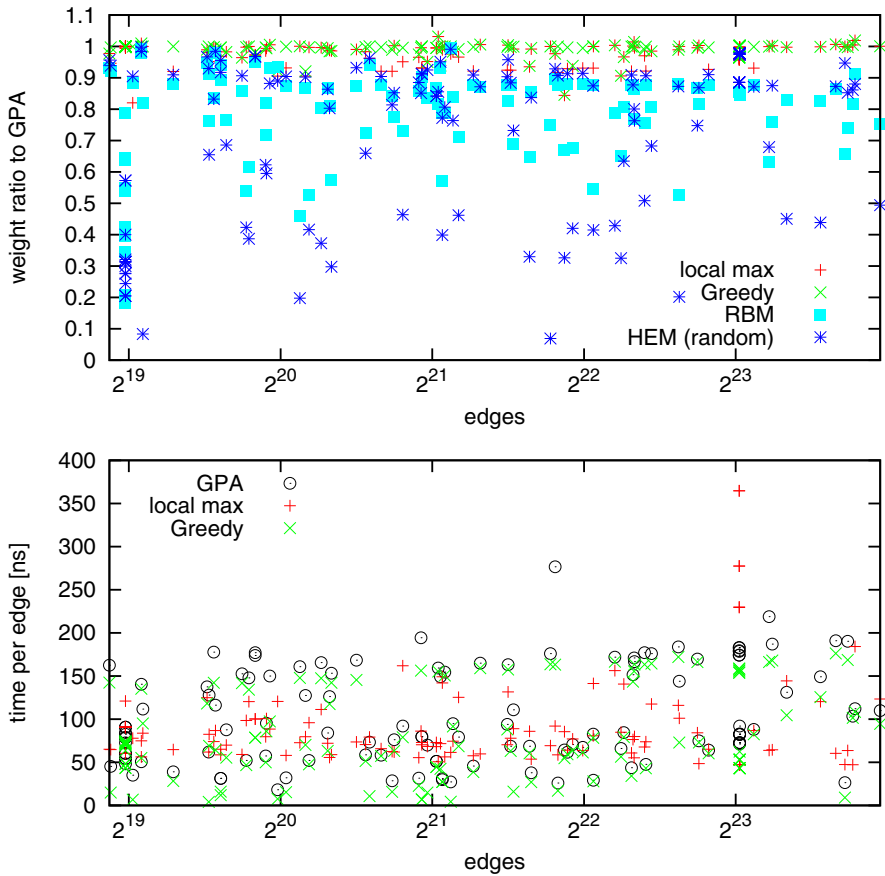 weight ratio to GPA
1.1
1
0.9
0.8
0.7
0.6
0.5
0.4
0.3
0.2
0.1
0
local max
Greedy
RBM
HEM (random)
2^19 2^20 2^21 2^22 2^23
edges
time per edge [ns]
400
350
300
250
200
150
100
50
0
GPA
local max
Greedy
2^19 2^20 2^21 2^22 2^23
edges